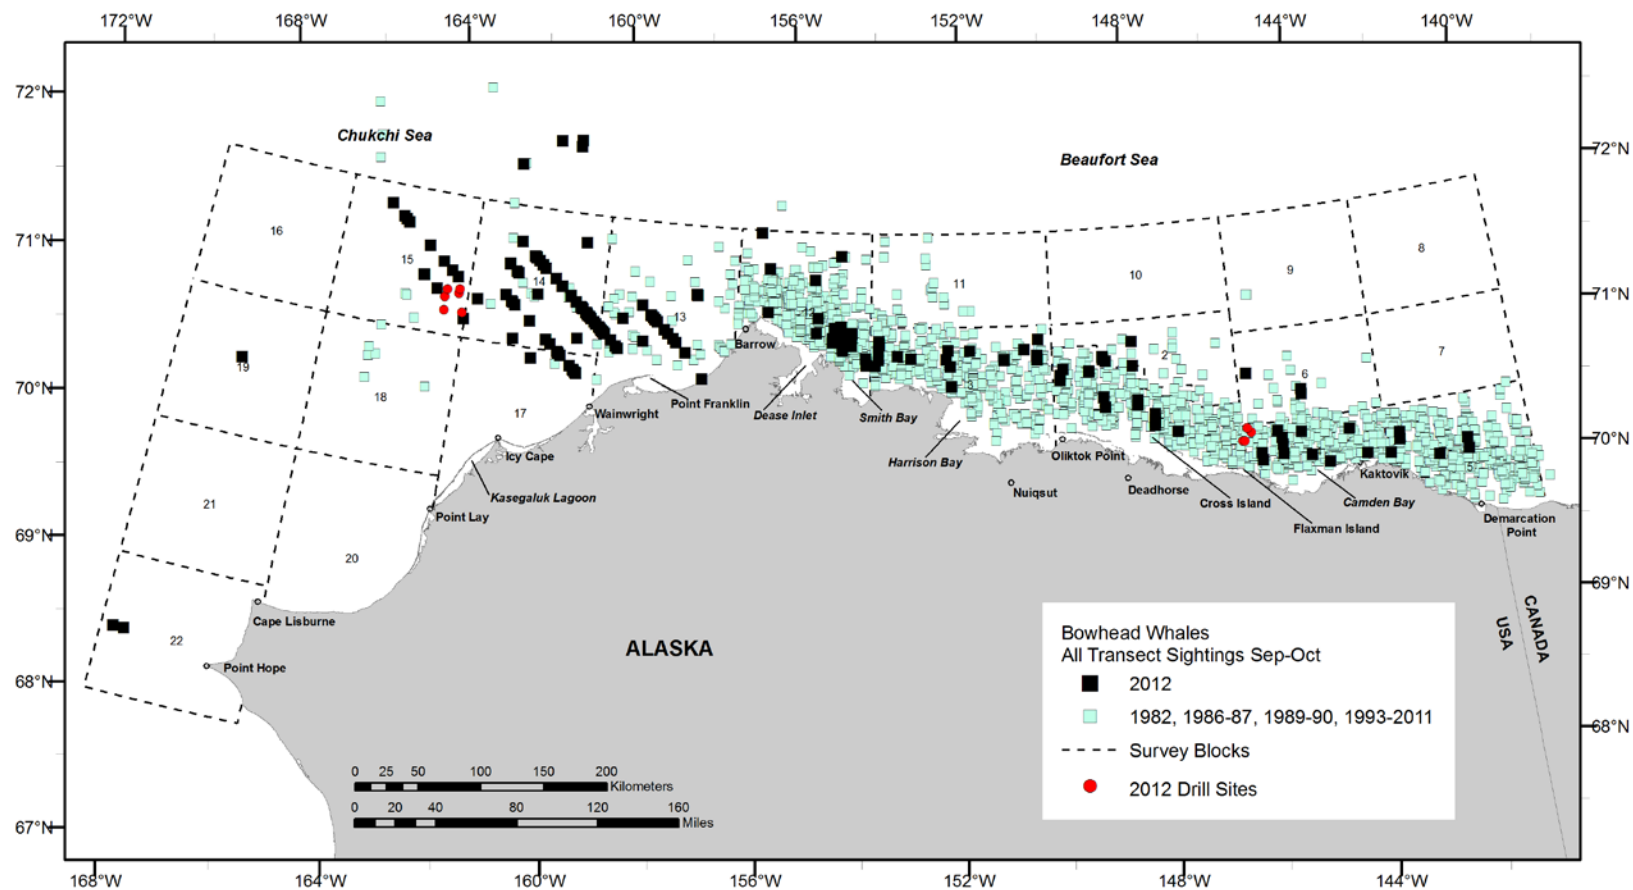 172°W 168°W 164°W 160°W 156°W 152°W 148°W 144°W 140°W
72°N
Chukchi Sea
Beaufort Sea
72°N
71°N
16
15
14
13
12
11
10
9
8
71°N
70°N
19
18
17
3
2
6
7
Barrow
Point Franklin
Wainwright
Dease Inlet
Smith Bay
Harrison Bay
Icy Cape
Kasegaluk Lagoon
Point Lay
Oliktok Point
Nuiqsut
Deadhorse
Cross Island
Flaxman Island
Camden Bay
Kaktovik
5
70°N
Demarcation
Point
69°N
21
20
69°N
Cape Lisburne
22
Point Hope
68°N
ALASKA
USA
CANADA
Bowhead Whales
All Transect Sightings Sep-Oct
2012
1982, 1986-87, 1989-90, 1993-2011
Survey Blocks
2012 Drill Sites
68°N
0 25 50 100 150 200
Kilometers
0 20 40 80 120 160
Miles
67°N
168°W 164°W 160°W 156°W 152°W 148°W 144°W